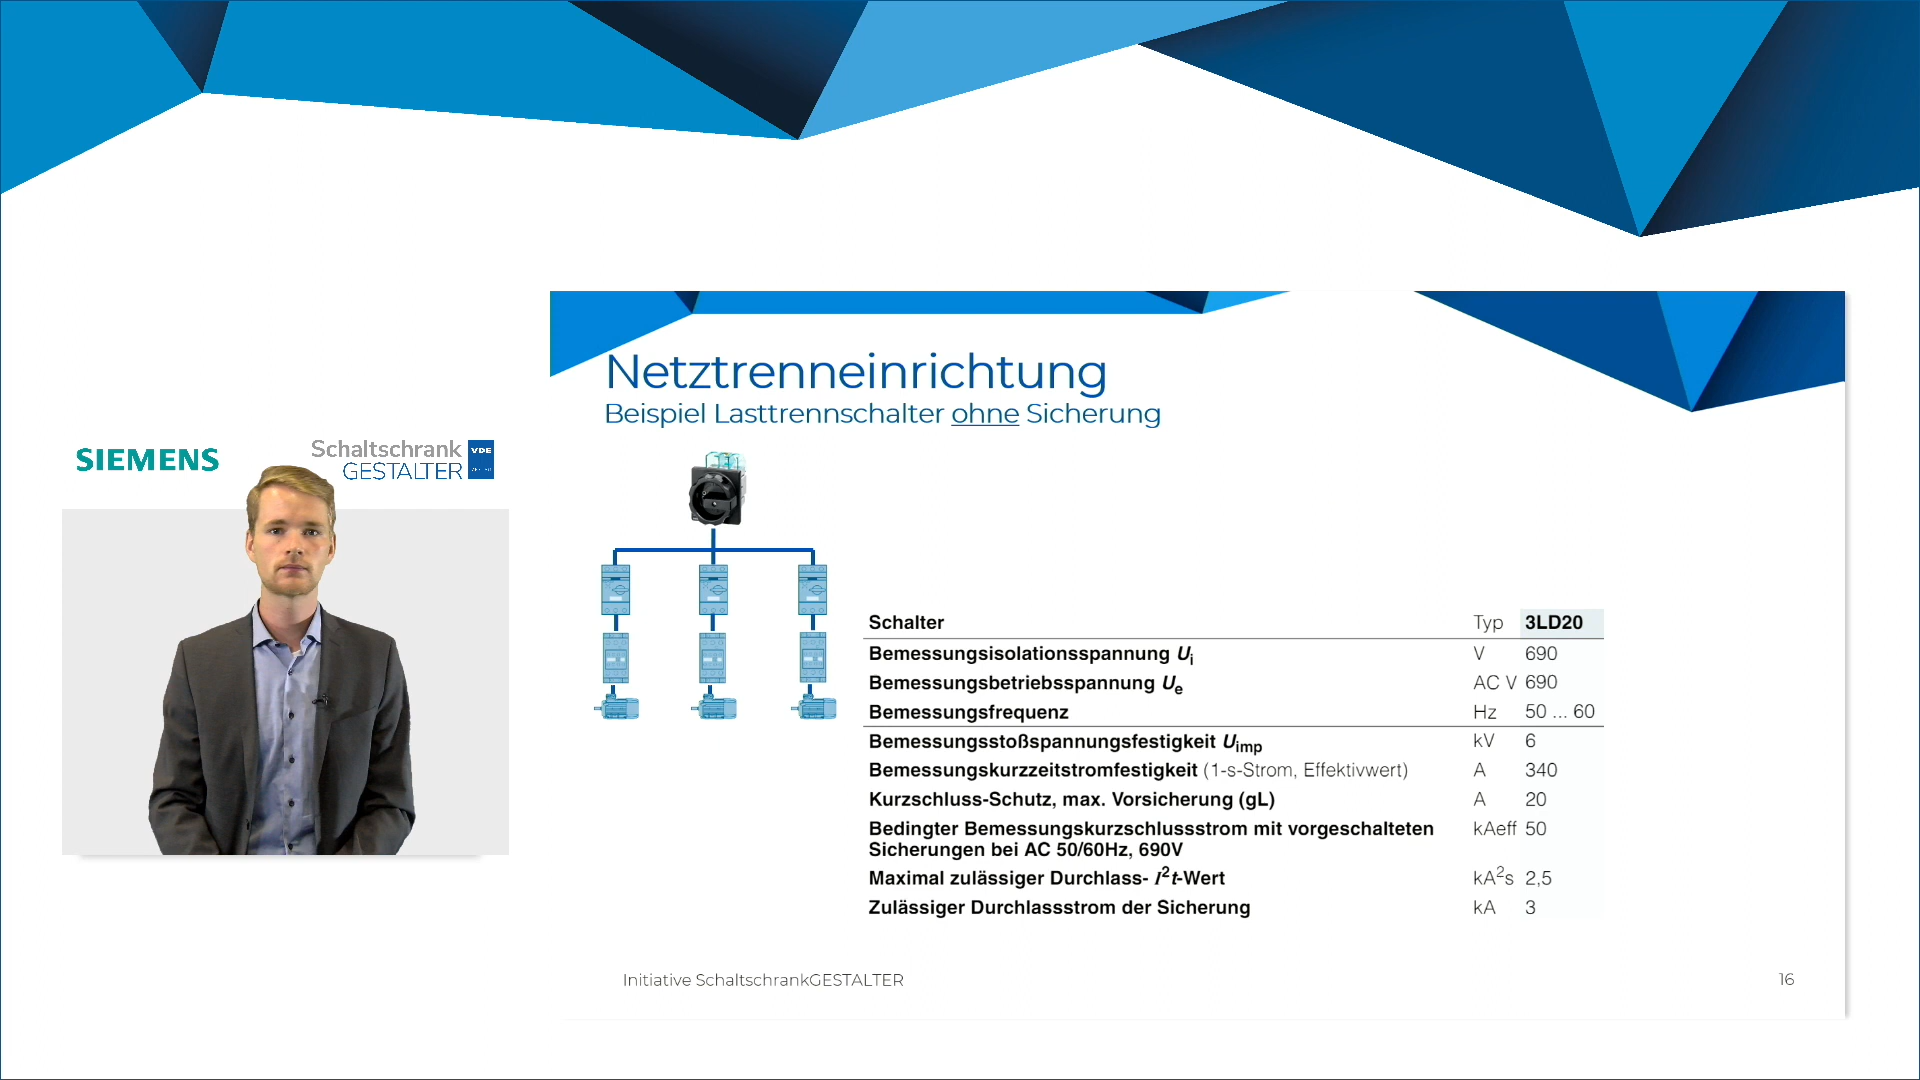 SIEMENS
Schaltschrank
GESTALTER
VDE
Netztrenneinrichtung
Beispiel Lasttrennschalter ohne Sicherung
Schalter Typ 3LD20
Bemessungsisolationsspannung Ui V 690
Bemessungsbetriebsspannung Ue AC V 690
Bemessungsfrequenz Hz 50 ... 60
Bemessungsstoßspannungsfestigkeit Uimp kV 6
Bemessungskurzzeitstromfestigkeit (1-s-Strom, Effektivwert) A 340
Kurzschluss-Schutz, max. Vorsicherung (gL) A 20
Bedingter Bemessungskurzschlussstrom mit vorgeschalteten kAeff 50
Sicherungen bei AC 50/60Hz, 690V
Maximal zulässiger Durchlass- I²t-Wert kA²s 2,5
Zulässiger Durchlassstrom der Sicherung kA 3
Initiative SchaltschrankGESTALTER
16